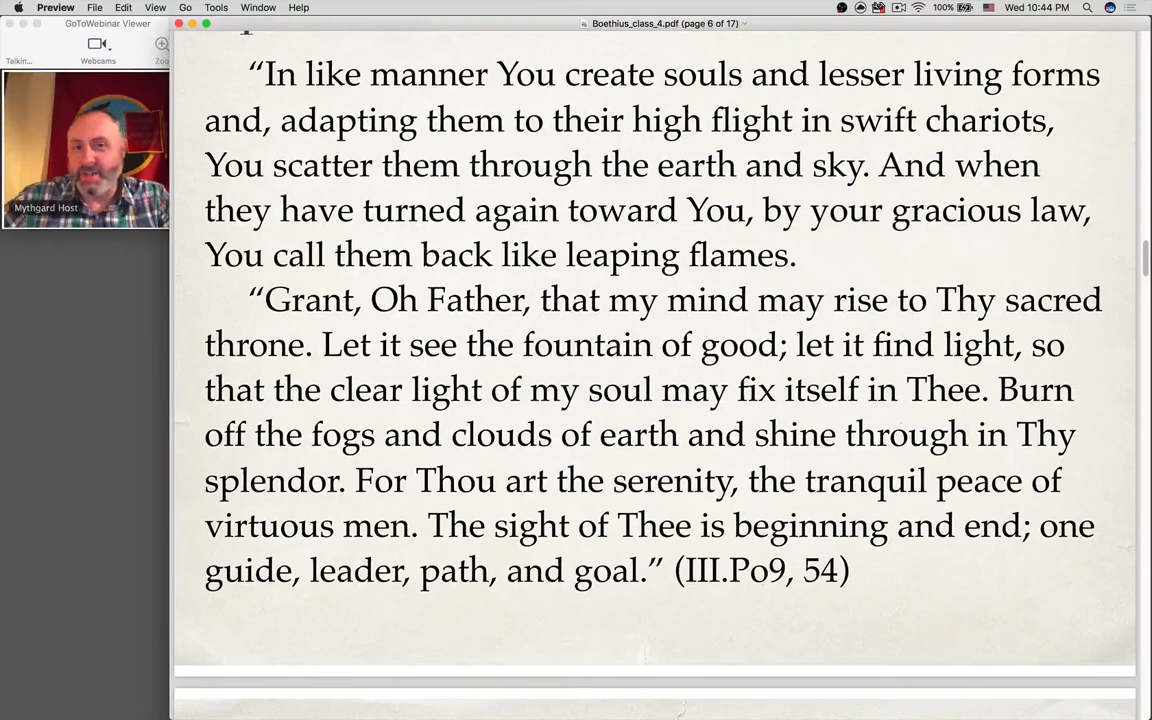 Preview File Edit View Go Tools Window Help 100% Wed 10:44 PM
GoToWebinar Viewer
Boethius_class_4.pdf (page 6 of 17)
Talkin... Webcams Zoo
Mythgard Host
“In like manner You create souls and lesser living forms
and, adapting them to their high flight in swift chariots,
You scatter them through the earth and sky. And when
they have turned again toward You, by your gracious law,
You call them back like leaping flames.
“Grant, Oh Father, that my mind may rise to Thy sacred
throne. Let it see the fountain of good; let it find light, so
that the clear light of my soul may fix itself in Thee. Burn
off the fogs and clouds of earth and shine through in Thy
splendor. For Thou art the serenity, the tranquil peace of
virtuous men. The sight of Thee is beginning and end; one
guide, leader, path, and goal.” (III.Po9, 54)